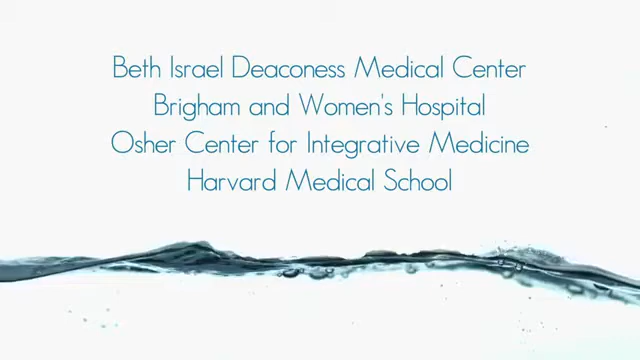 Beth Israel Deaconess Medical Center
Brigham and Women's Hospital
Osher Center for Integrative Medicine
Harvard Medical School